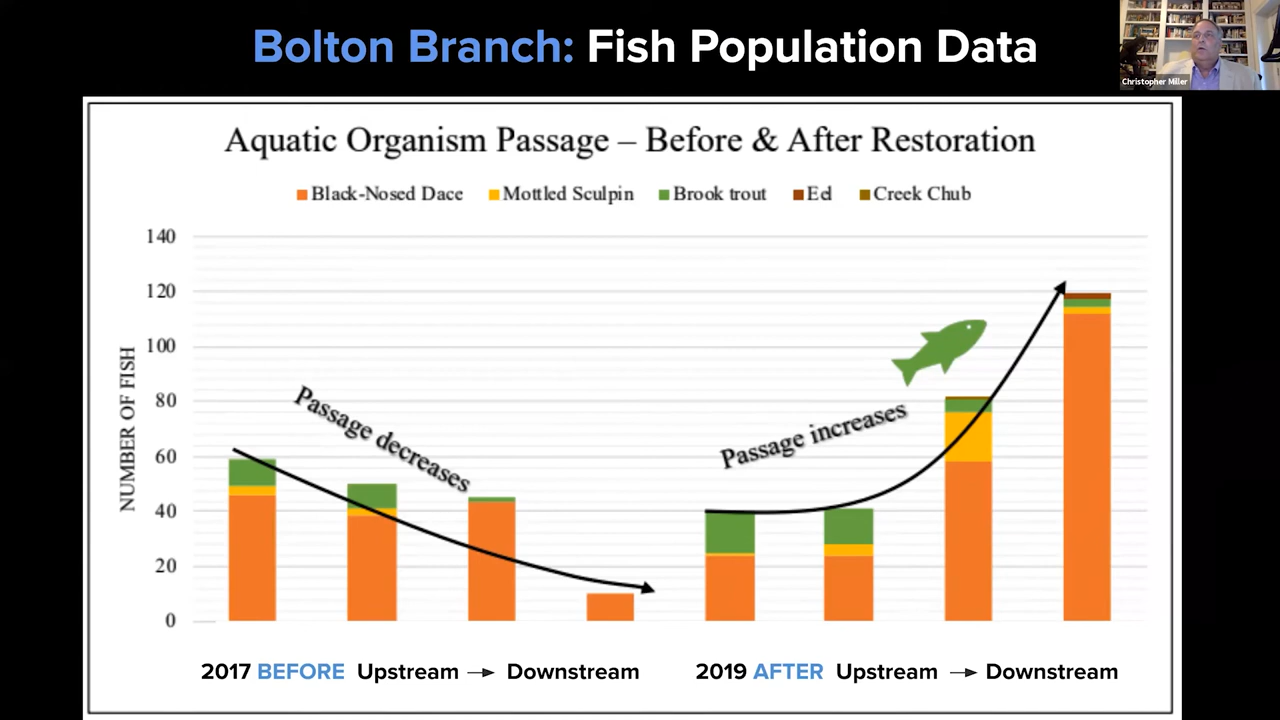 Bolton Branch: Fish Population Data
Christopher Miller
Aquatic Organism Passage – Before & After Restoration
Black-Nosed Dace Mottled Sculpin Brook trout Eel Creek Chub
140
120
100
80
60
40
20
0
NUMBER OF FISH
Passage decreases
Passage increases
2017 BEFORE Upstream → Downstream
2019 AFTER Upstream → Downstream